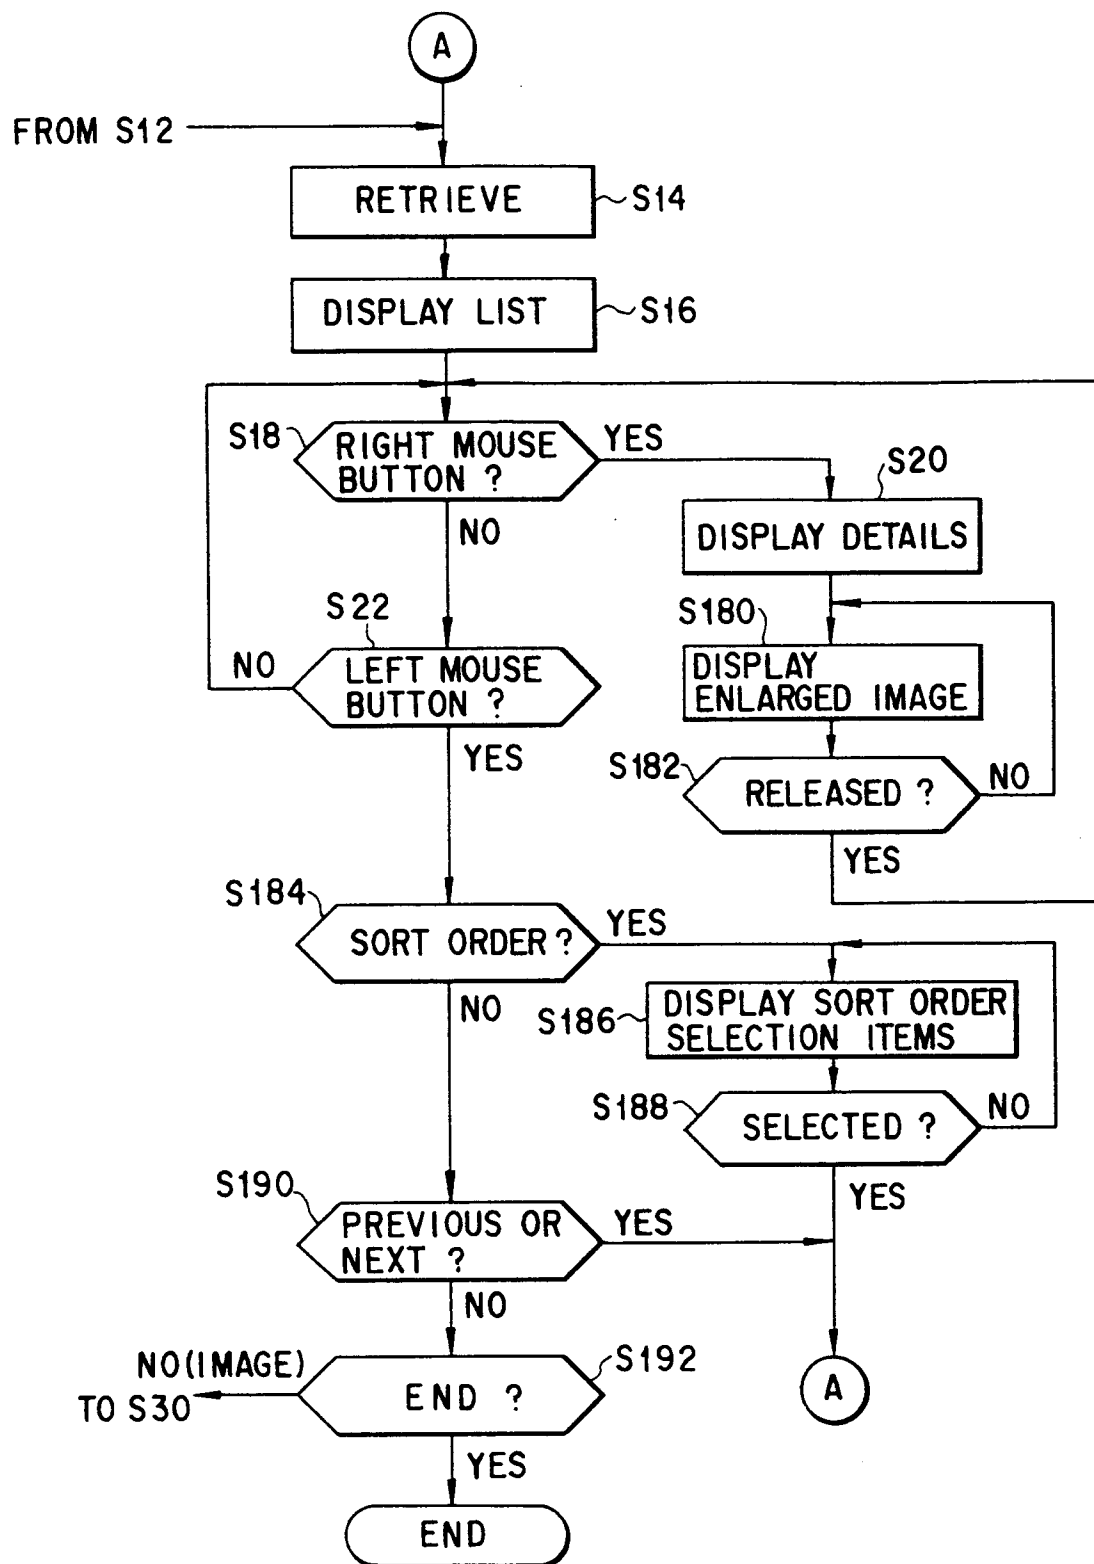 A
FROM S12
RETRIEVE
S14
DISPLAY LIST
S16
S18
RIGHT MOUSE
BUTTON ?
YES
NO
S20
DISPLAY DETAILS
S22
NO
LEFT MOUSE
BUTTON ?
YES
S180
DISPLAY
ENLARGED IMAGE
S182
RELEASED ?
NO
YES
S184
SORT ORDER ?
YES
NO
S186
DISPLAY SORT ORDER
SELECTION ITEMS
S188
SELECTED ?
NO
YES
S190
PREVIOUS OR
NEXT ?
YES
NO
NO(IMAGE)
TO S30
S192
END ?
A
YES
END